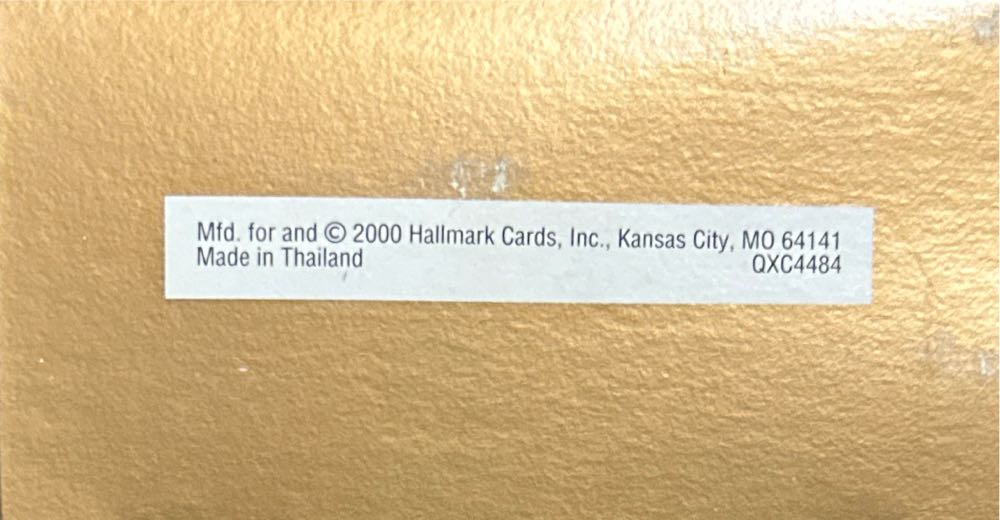 Mfd. for and © 2000 Hallmark Cards, Inc., Kansas City, MO 64141
Made in Thailand QXC4484